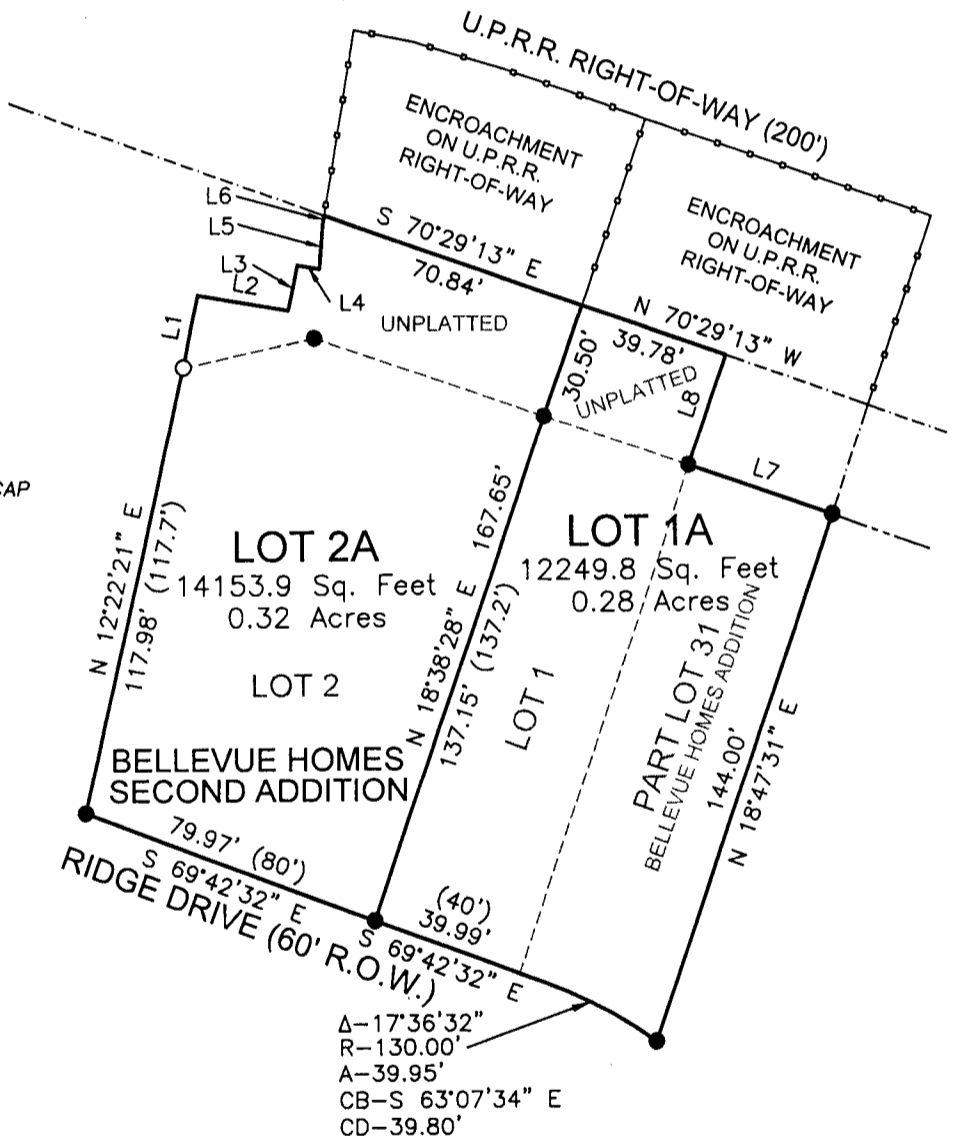 U.P.R.R. RIGHT-OF-WAY (200')
ENCROACHMENT
ON U.P.R.R.
RIGHT-OF-WAY
ENCROACHMENT
ON U.P.R.R.
RIGHT-OF-WAY
L6
L5
L3
L2
L4
L1
S 70°29'13" E
70.84'
UNPLATTED
N 70°29'13" W
39.78'
30.50'
UNPLATTED
L8
L7
CAP
N 12°22'21" E
117.98' (117.7')
LOT 2A
14153.9 Sq. Feet
0.32 Acres
LOT 2
BELLEVUE HOMES
SECOND ADDITION
N 18°38'28" E 167.65'
137.15' (137.2')
LOT 1A
12249.8 Sq. Feet
0.28 Acres
LOT 1
PART LOT 31
BELLEVUE HOMES ADDITION
144.00'
N 18°47'31" E
79.97' (80')
S 69°42'32" E
RIDGE DRIVE (60' R.O.W.)
(40')
39.99'
S 69°42'32" E
Δ-17°36'32"
R-130.00'
A-39.95'
CB-S 63°07'34" E
CD-39.80'